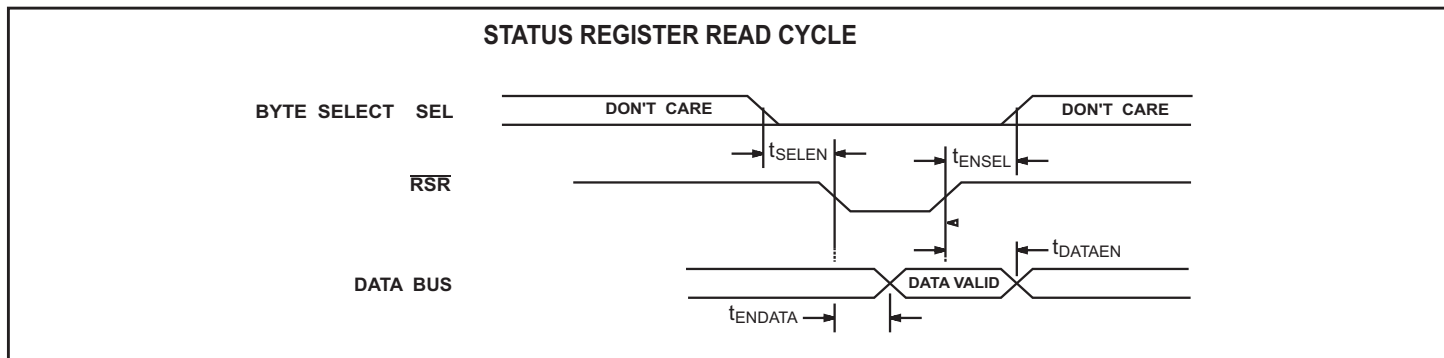 STATUS REGISTER READ CYCLE
BYTE SELECT SEL DON'T CARE DON'T CARE
tSELEN tENSEL
RSR
tDATAEN
DATA BUS DATA VALID
tENDATA